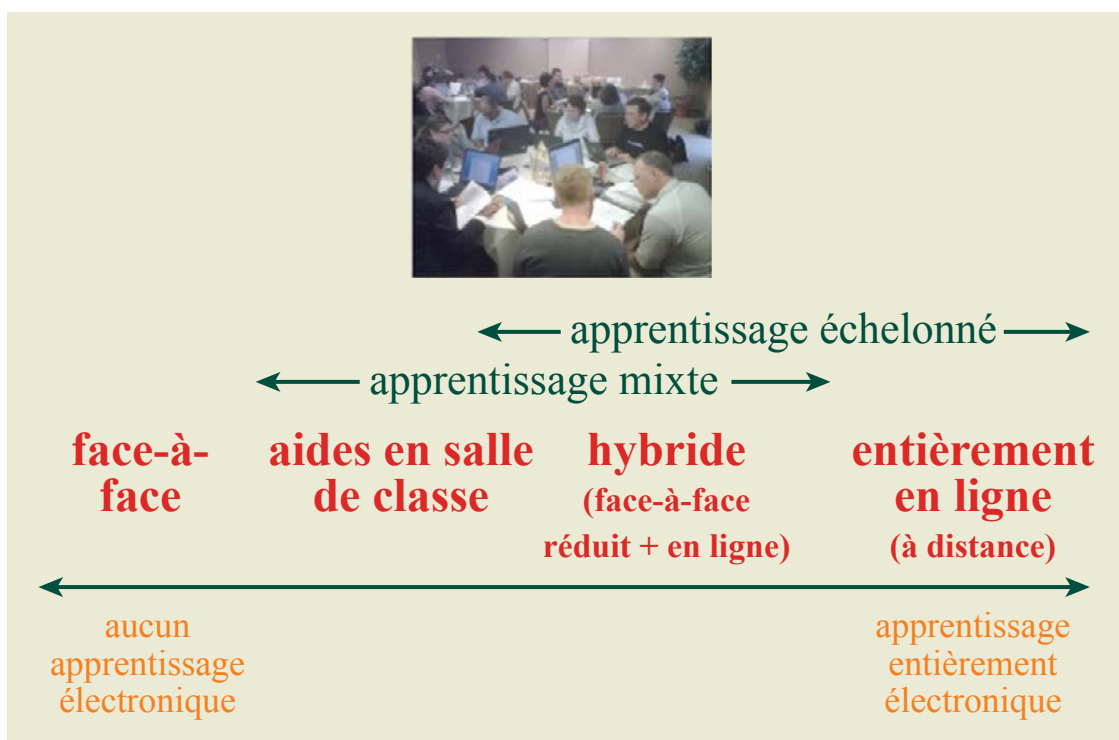 apprentissage échelonné
apprentissage mixte
face-à-
face
aides en salle
de classe
hybride
(face-à-face
réduit + en ligne)
entièrement
en ligne
(à distance)
aucun
apprentissage
électronique
apprentissage
entièrement
électronique